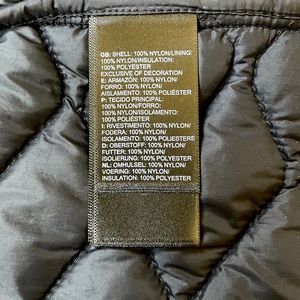 GB: SHELL: 100% NYLON/LINING:
100% NYLON/INSULATION:
100% POLYESTER
EXCLUSIVE OF DECORATION
E: ARMAZON: 100% NYLON/
FORRO: 100% NYLON/
AISLAMIENTO: 100% POLIÉSTER
P: TECIDO PRINCIPAL:
100% NYLON/FORRO:
100% NYLON/
ISOLAMENTO: 100% POLIÉSTER
I: RIVESTIMENTO: 100% NYLON/
FODERA: 100% NYLON/
ISOLAMENTO: 100% POLIESTERE
D: OBERSTOFF: 100% NYLON/
FUTTER: 100% NYLON/
ISOLIERUNG: 100% POLYESTER
NL: OMHULSEL: 100% NYLON/
VOERING: 100% NYLON/
INSULATION: 100% POLYESTER